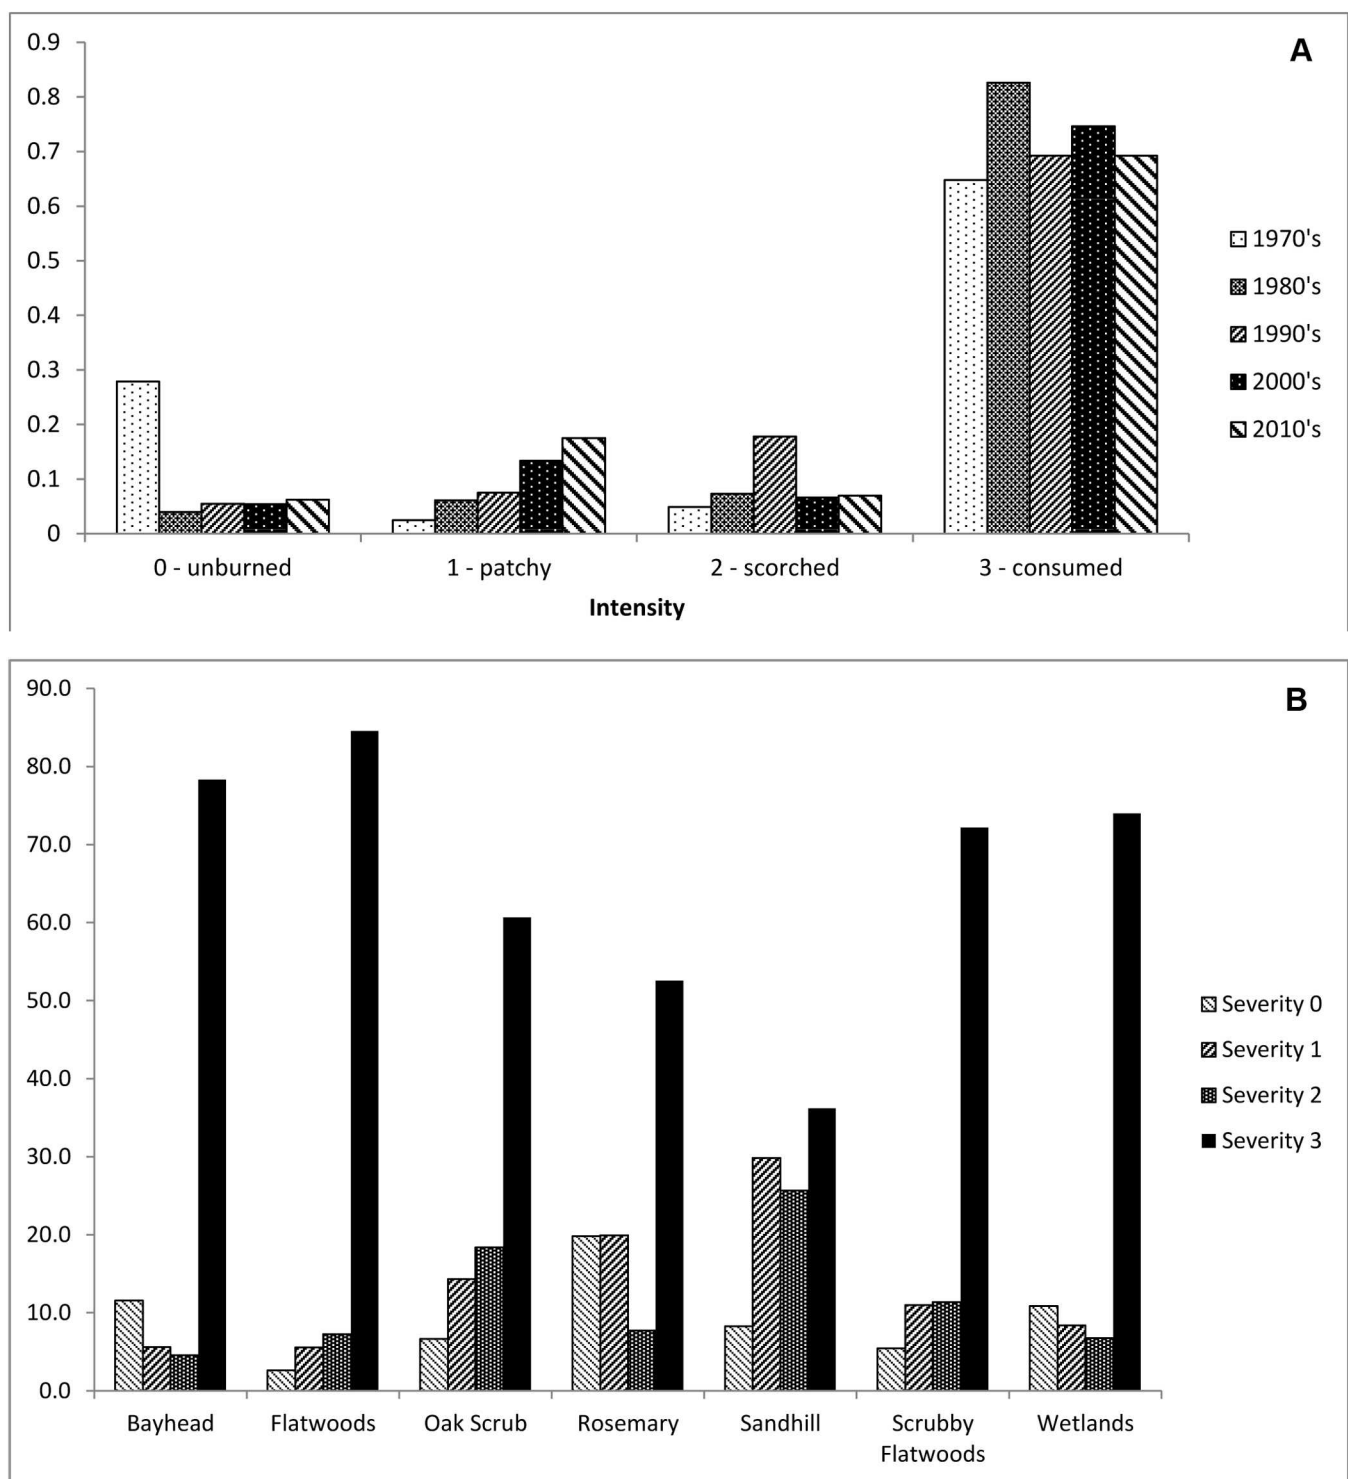 A
0.9
0.8
0.7
0.6
0.5
0.4
0.3
0.2
0.1
0
0 - unburned
1 - patchy
2 - scorched
3 - consumed
Intensity
1970's
1980's
1990's
2000's
2010's
B
90.0
80.0
70.0
60.0
50.0
40.0
30.0
20.0
10.0
0.0
Bayhead
Flatwoods
Oak Scrub
Rosemary
Sandhill
Scrubby
Flatwoods
Wetlands
Severity 0
Severity 1
Severity 2
Severity 3